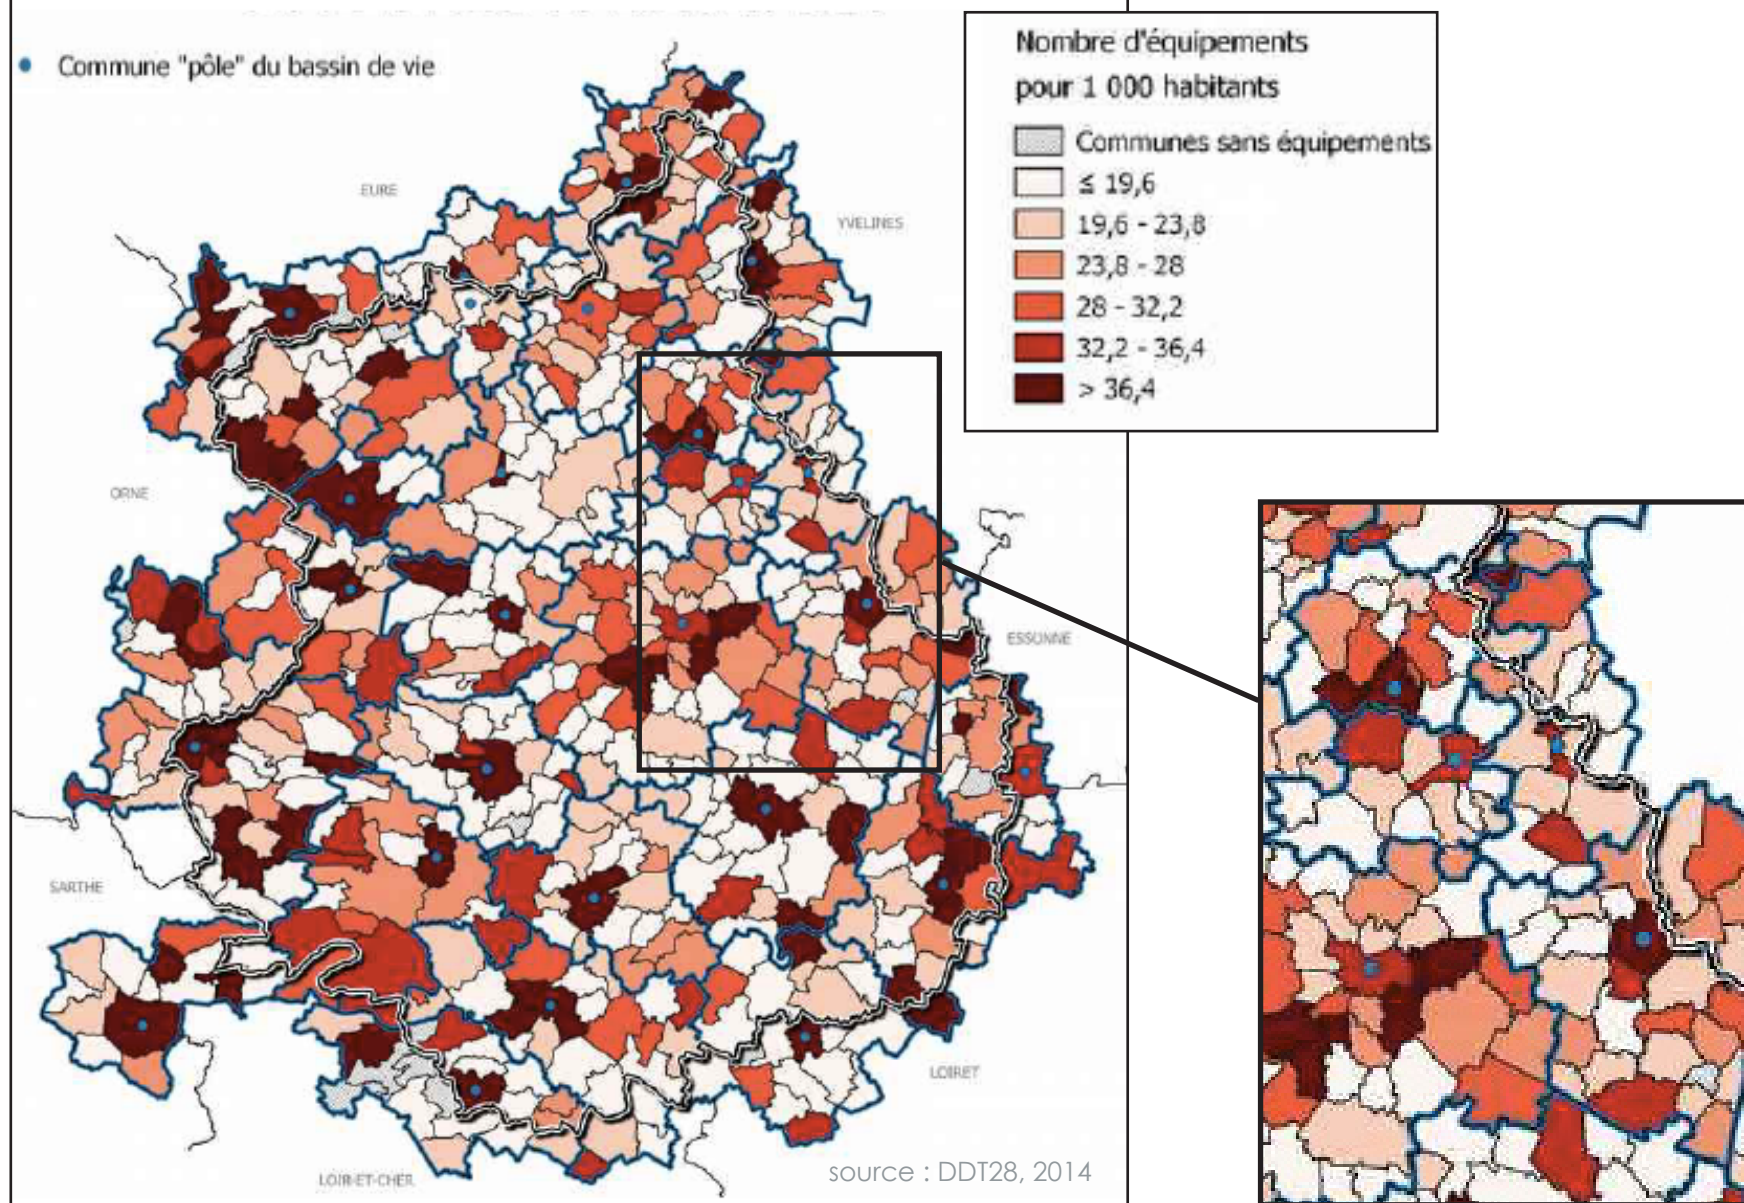 Commune "pôle" du bassin de vie
Nombre d'équipements
pour 1 000 habitants
Communes sans équipements
≤ 19,6
19,6 - 23,8
23,8 - 28
28 - 32,2
32,2 - 36,4
> 36,4
EURE
YVELINES
ORNE
ESSONNE
SARTHE
LOIRET
LOIR-ET-CHER
source : DDT28, 2014